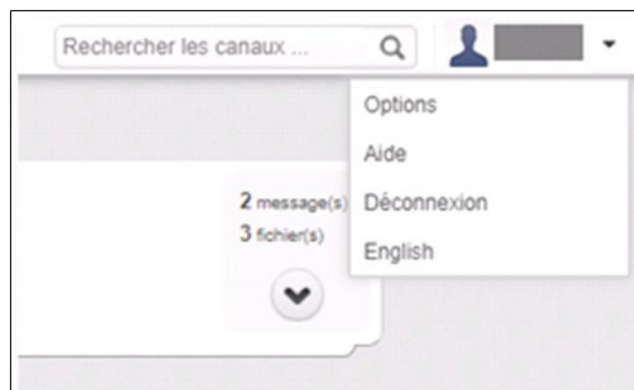 Rechercher les canaux ...
Options
Aide
2 message(s)
Déconnexion
3 fichier(s)
English